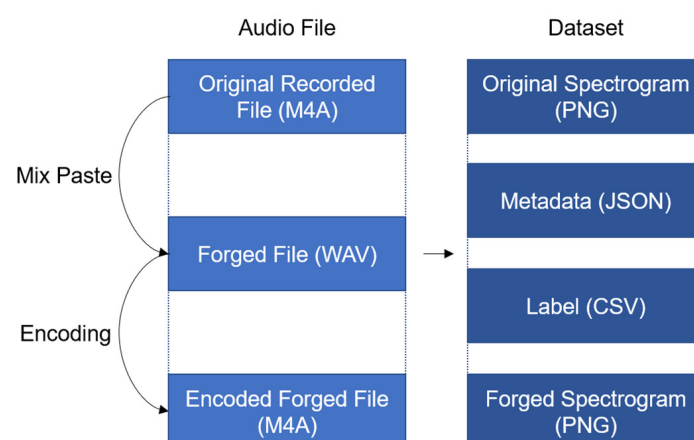 Audio File
Dataset
Original Recorded
File (M4A)
Original Spectrogram
(PNG)
Mix Paste
Metadata (JSON)
Forged File (WAV)
Label (CSV)
Encoding
Encoded Forged File
(M4A)
Forged Spectrogram
(PNG)